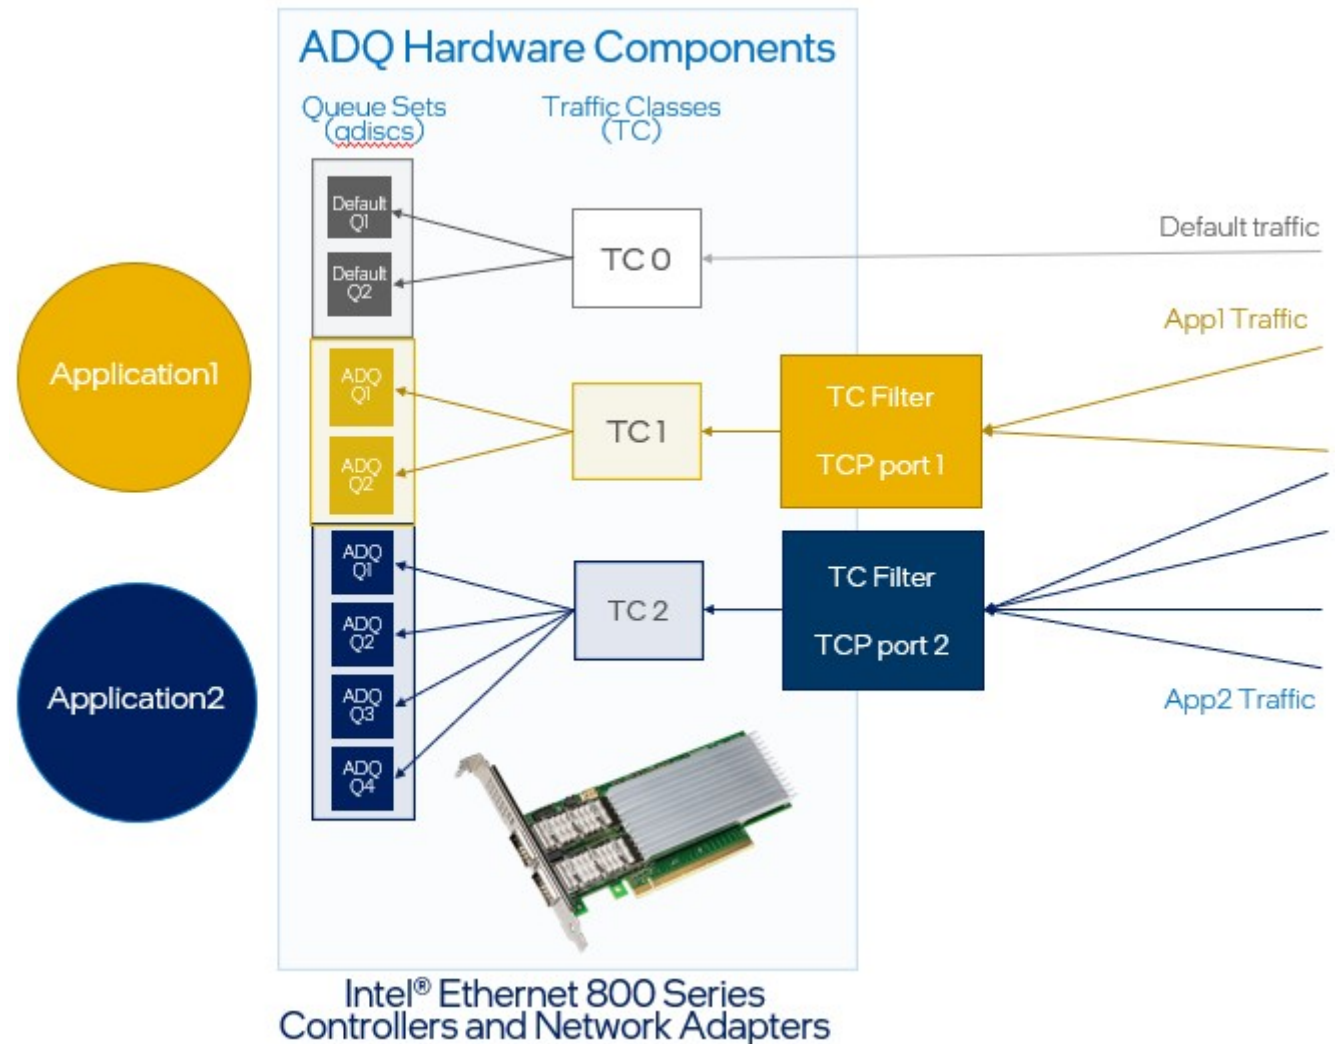 ADQ Hardware Components
Queue Sets
(qdiscs)
Traffic Classes
(TC)
Default
Q1
Default
Q2
TC 0
Default traffic
App1 Traffic
Application1
ADQ
Q1
ADQ
Q2
TC 1
TC Filter
TCP port 1
Application2
ADQ
Q1
ADQ
Q2
ADQ
Q3
ADQ
Q4
TC 2
TC Filter
TCP port 2
App2 Traffic
Intel® Ethernet 800 Series
Controllers and Network Adapters